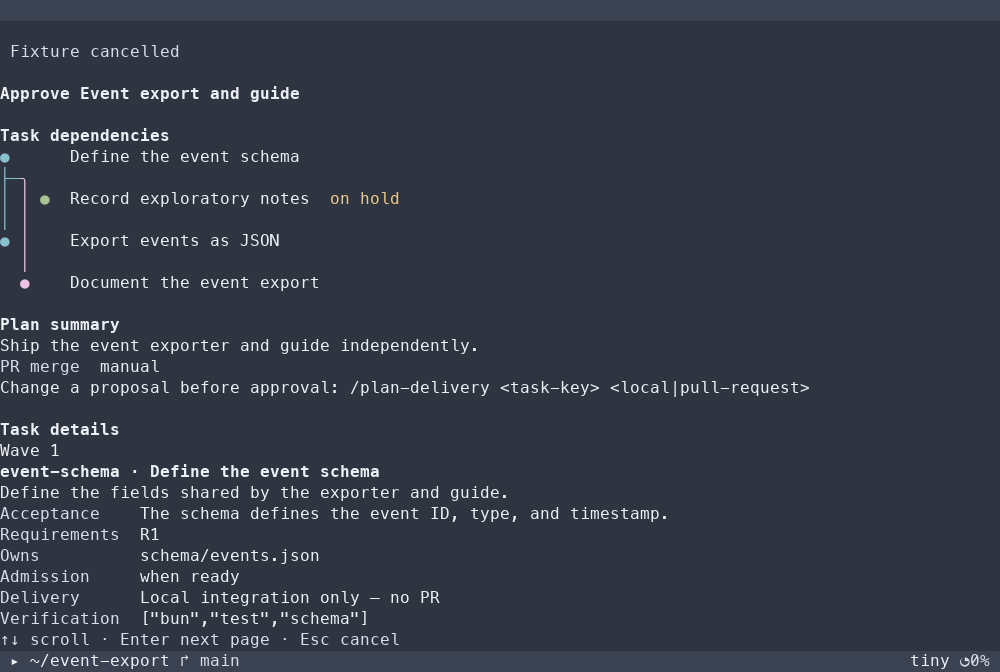 Fixture cancelled
Approve Event export and guide
Task dependencies
● Define the event schema
● Record exploratory notes on hold
● Export events as JSON
● Document the event export
Plan summary
Ship the event exporter and guide independently.
PR merge manual
Change a proposal before approval: /plan-delivery <task-key> <local|pull-request>
Task details
Wave 1
event-schema · Define the event schema
Define the fields shared by the exporter and guide.
Acceptance The schema defines the event ID, type, and timestamp.
Requirements R1
Owns schema/events.json
Admission when ready
Delivery Local integration only — no PR
Verification ["bun","test","schema"]
↑↓ scroll · Enter next page · Esc cancel
▸ ~/event-export ↱ main tiny ◔0%